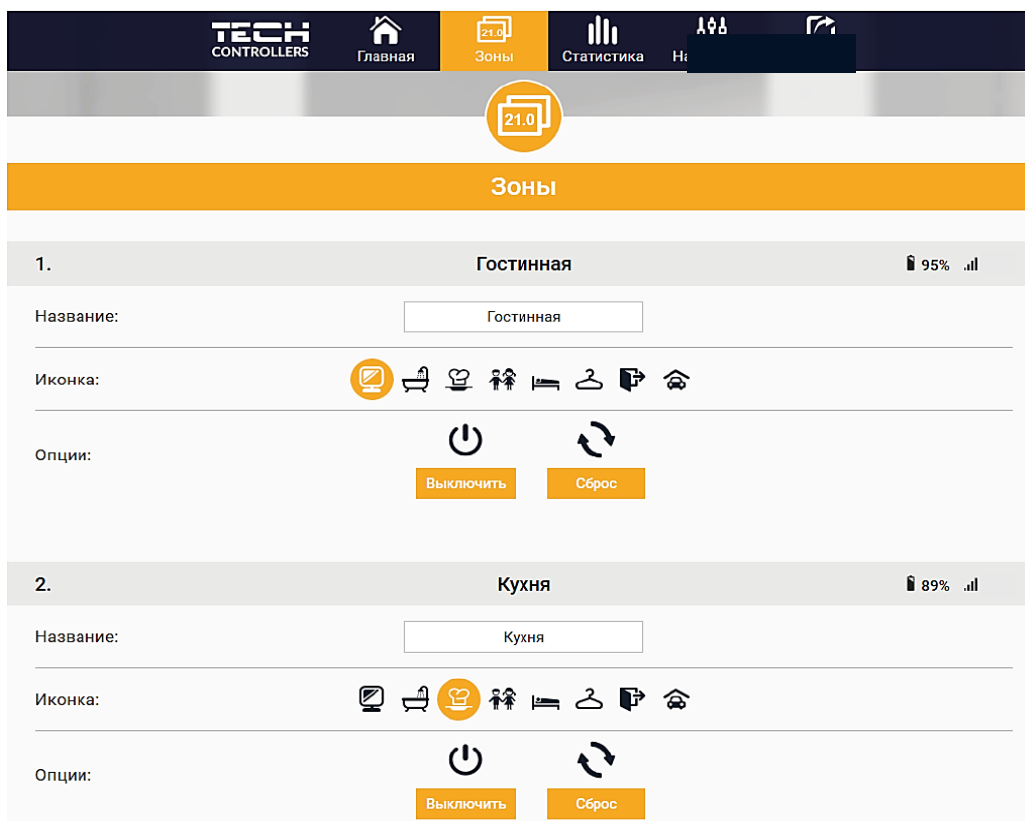 TECH
CONTROLLERS
Главная
21.0
Зоны
Статистика
21.0
Зоны
1.
Гостинная
95%
Название:
Гостинная
Иконка:
Опции:
Выключить
Сброс
2.
Кухня
89%
Название:
Кухня
Иконка:
Опции:
Выключить
Сброс